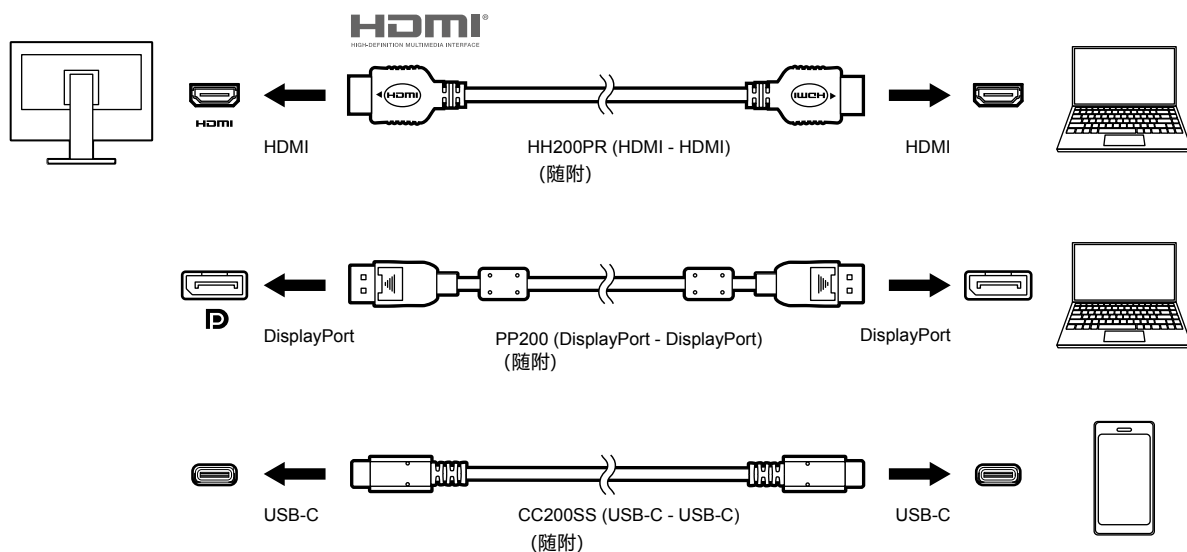 HDMI®
HIGH-DEFINITION MULTIMEDIA INTERFACE
HDMI
HDMI
HDMI
HDMI
HH200PR (HDMI - HDMI)
(随附)
HDMI
DisplayPort
PP200 (DisplayPort - DisplayPort)
(随附)
DisplayPort
USB-C
CC200SS (USB-C - USB-C)
(随附)
USB-C